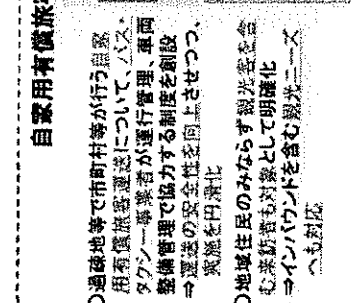 自家用有償旅
○過疎地等で市町村等が行う自家
用有償旅客運送について、バス・
タクシー事業者が運行管理、車両
整備管理で協力する制度を創設
⇒運送の安全性を向上させつつ、
実施を円滑化
○地域住民のみならず観光客を含
む来訪者も対象として明確化
⇒インバウンドを含む観光ニーズ
へも対応